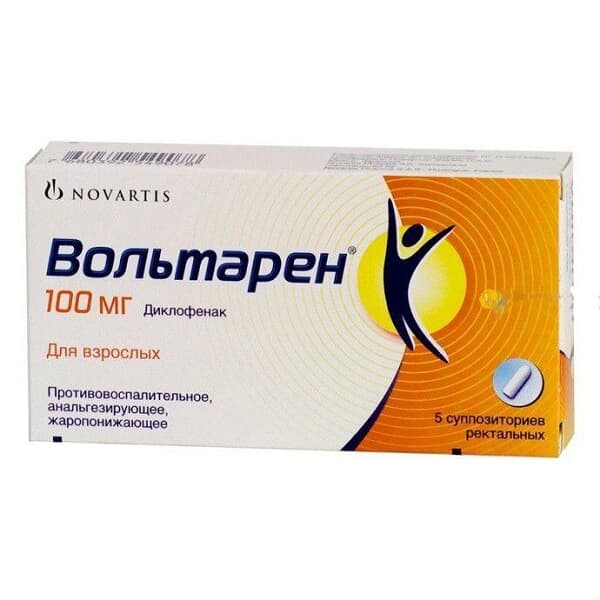 NOVARTIS
Вольтарен®
100 мг Диклофенак
Для взрослых
Противовоспалительное,
анальгезирующее,
жаропонижающее
5 суппозиториев
ректальных